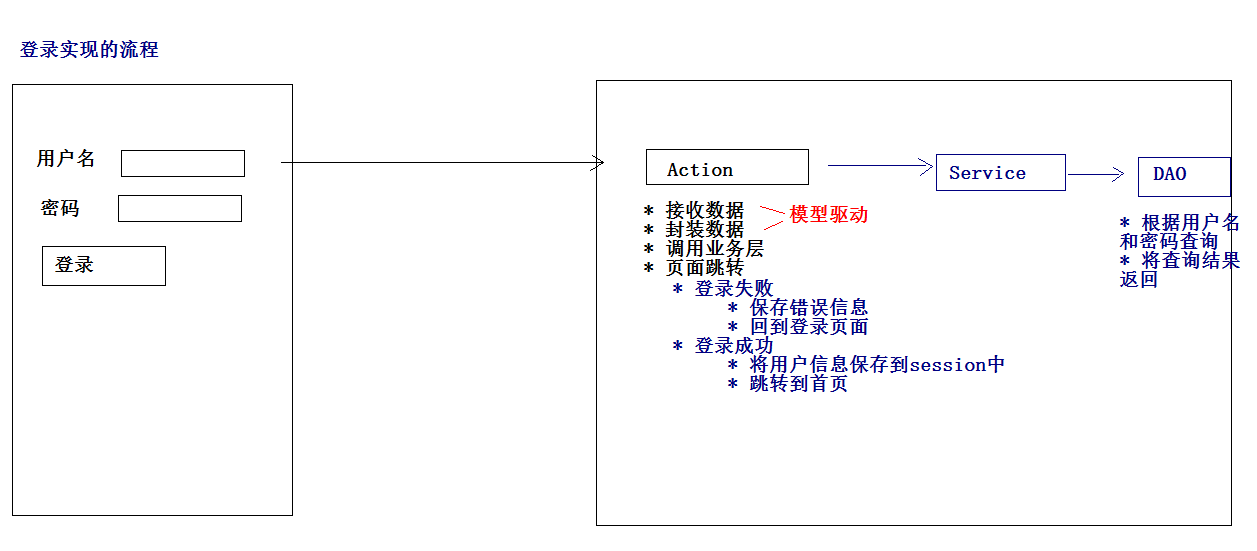 登录实现的流程
用户名
密码
登录
Action
* 接收数据
* 封装数据
模型驱动
* 调用业务层
* 页面跳转
* 登录失败
* 保存错误信息
* 回到登录页面
* 登录成功
* 将用户信息保存到session中
* 跳转到首页
Service
DAO
* 根据用户名
和密码查询
* 将查询结果
返回